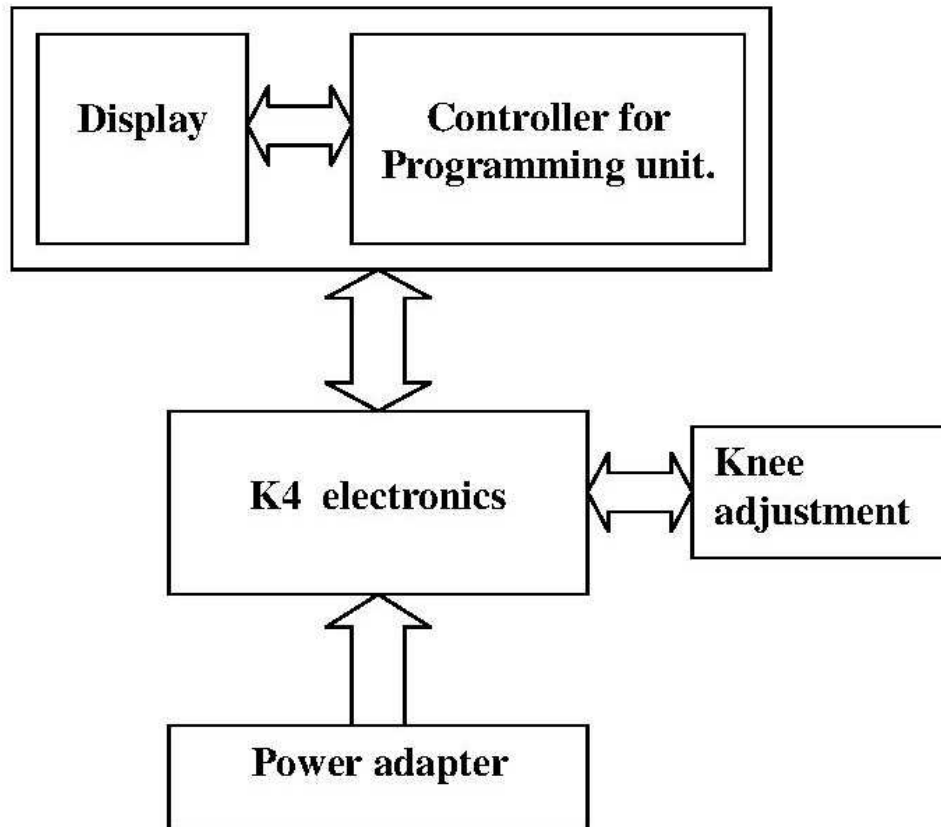 Display
Controller for
Programming unit.
K4 electronics
Knee
adjustment
Power adapter